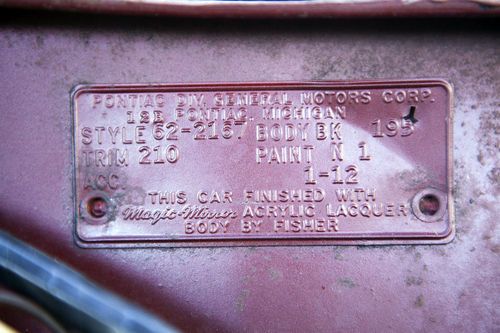 PONTIAC DIV. GENERAL MOTORS CORP.
PONTIAC, MICHIGAN
STYLE 62-2167 BODY BK 195
TRIM 210 PAINT N 1
ACC. 1-12
THIS CAR FINISHED WITH
Magic-Mirror ACRYLIC LACQUER
BODY BY FISHER